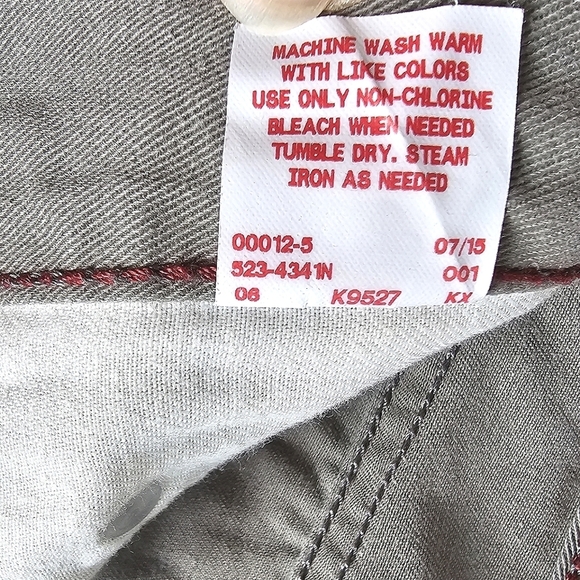 MACHINE WASH WARM
WITH LIKE COLORS
USE ONLY NON-CHLORINE
BLEACH WHEN NEEDED
TUMBLE DRY. STEAM
IRON AS NEEDED
00012-5 07/15
523-4341N 001
06 K9527 KX